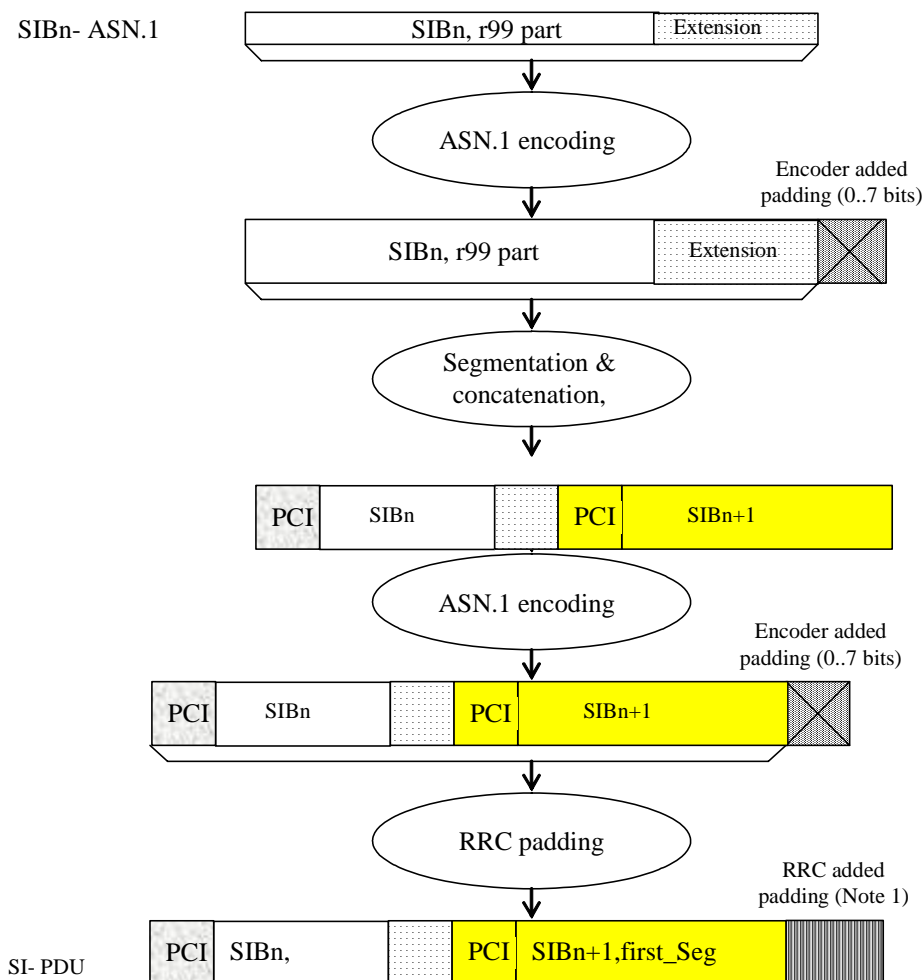 SIBn- ASN.1
SIBn, r99 part
Extension
ASN.1 encoding
Encoder added
padding (0..7 bits)
SIBn, r99 part
Extension
Segmentation &
concatenation,
PCI
SIBn
PCI
SIBn+1
ASN.1 encoding
Encoder added
padding (0..7 bits)
PCI
SIBn
PCI
SIBn+1
RRC padding
RRC added
padding (Note 1)
SI- PDU
PCI
SIBn,
PCI
SIBn+1,first_Seg